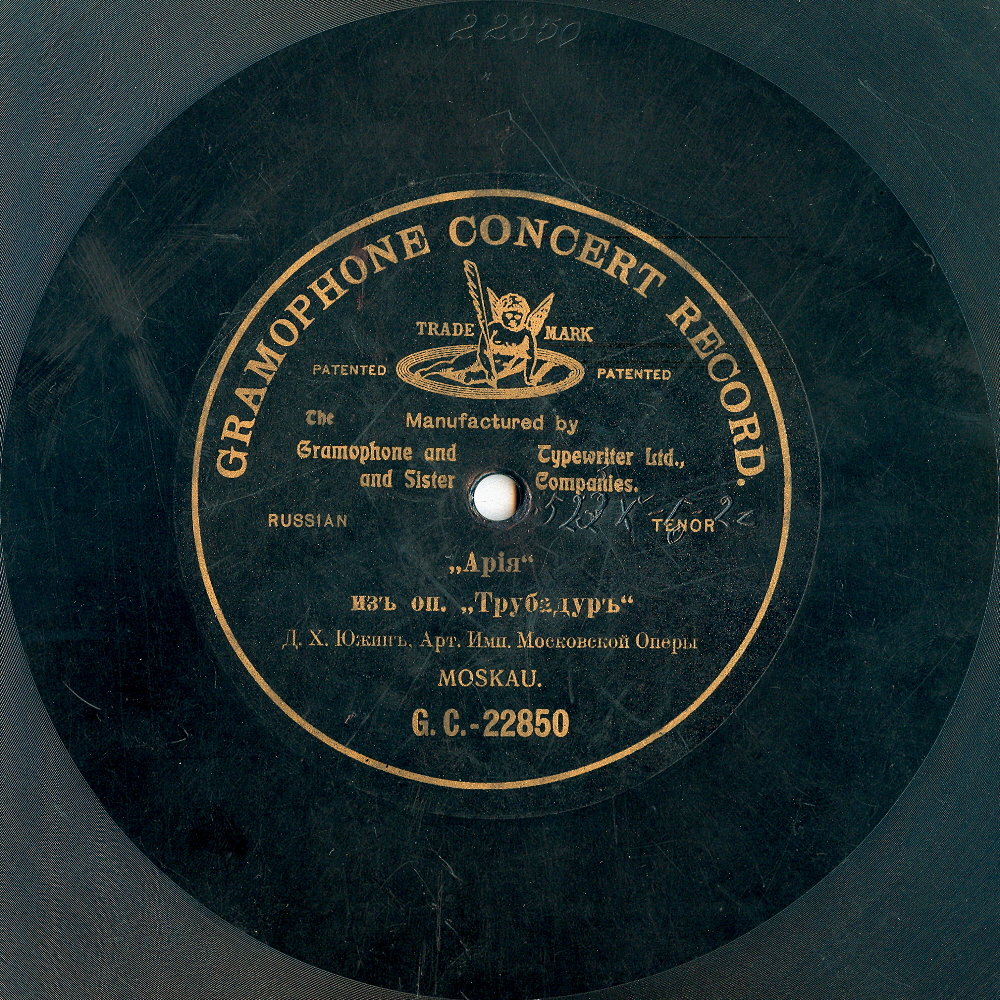 22850
GRAMOPHONE CONCERT RECORD.
TRADE MARK
PATENTED PATENTED
The Manufactured by
Gramophone and Typewriter Ltd.,
and Sister Companies.
RUSSIAN TENOR
„Арія“
изъ оп. „Трубадуръ“
Д. Х. Южинъ, Арт. Имп. Московской Оперы
MOSKAU.
G. C.-22850